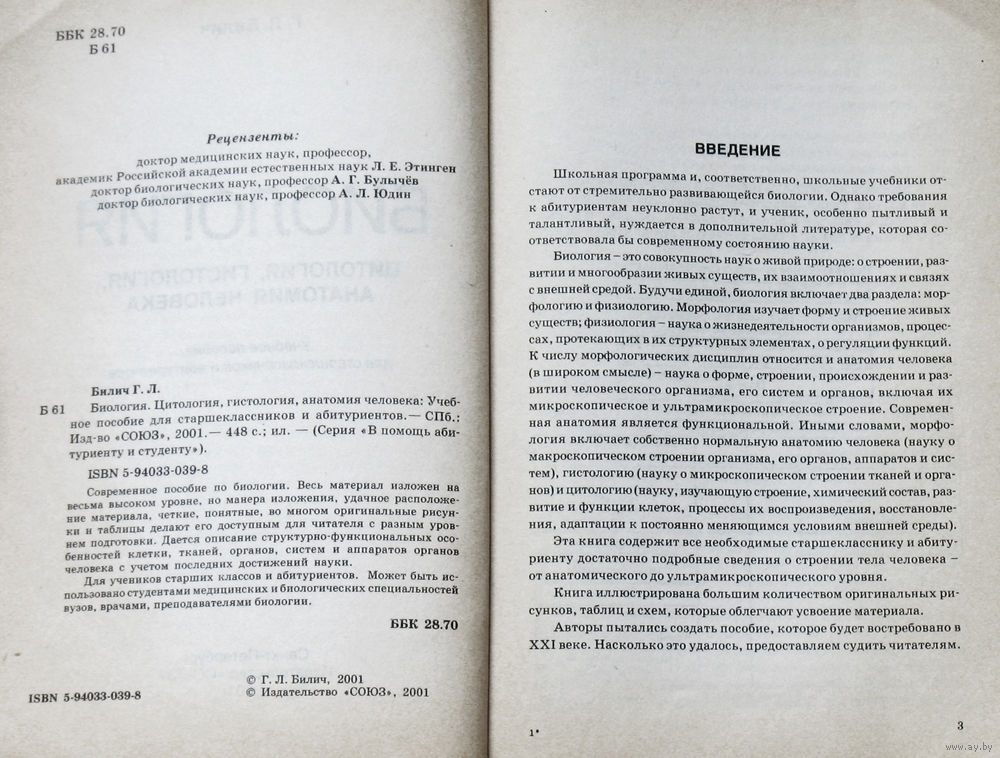 ББК 28.70
Б 61
Рецензенты:
доктор медицинских наук, профессор,
академик Российской академии естественных наук Л. Е. Этинген
доктор биологических наук, профессор А. Г. Булычёв
доктор биологических наук, профессор А. Л. Юдин
Билич Г. Л.
Б 61 Биология. Цитология, гистология, анатомия человека: Учеб-
ное пособие для старшеклассников и абитуриентов.— СПб.:
Изд-во «СОЮЗ», 2001.— 448 с.; ил. — (Серия «В помощь аби-
туриенту и студенту»).
ISBN 5-94033-039-8
Современное пособие по биологии. Весь материал изложен на
весьма высоком уровне, но манера изложения, удачное расположе-
ние материала, четкие, понятные, во многом оригинальные рисун-
ки и таблицы делают его доступным для читателя с разным уров-
нем подготовки. Дается описание структурно-функциональных осо-
бенностей клетки, тканей, органов, систем и аппаратов органов
человека с учетом последних достижений науки.
Для учеников старших классов и абитуриентов. Может быть ис-
пользовано студентами медицинских и биологических специальностей
вузов, врачами, преподавателями биологии.
ББК 28.70
© Г. Л. Билич, 2001
© Издательство «СОЮЗ», 2001
ISBN 5-94033-039-8
ВВЕДЕНИЕ
Школьная программа и, соответственно, школьные учебники от-
стают от стремительно развивающейся биологии. Однако требования
к абитуриентам неуклонно растут, и ученик, особенно пытливый и
талантливый, нуждается в дополнительной литературе, которая со-
ответствовала бы современному состоянию науки.
Биология – это совокупность наук о живой природе: о строении, раз-
витии и многообразии живых существ, их взаимоотношениях и связях
с внешней средой. Будучи единой, биология включает два раздела: мор-
фологию и физиологию. Морфология изучает форму и строение живых
существ; физиология – наука о жизнедеятельности организмов, процес-
сах, протекающих в их структурных элементах, о регуляции функций.
К числу морфологических дисциплин относится и анатомия человека
(в широком смысле) – наука о форме, строении, происхождении и раз-
витии человеческого организма, его систем и органов, включая их
микроскопическое и ультрамикроскопическое строение. Современ-
ная анатомия является функциональной. Иными словами, морфо-
логия включает собственно нормальную анатомию человека (науку о
макроскопическом строении организма, его органов, аппаратов и сис-
тем), гистологию (науку о микроскопическом строении тканей и орга-
нов) и цитологию (науку, изучающую строение, химический состав, раз-
витие и функции клеток, процессы их воспроизведения, восстановле-
ния, адаптации к постоянно меняющимся условиям внешней среды).
Эта книга содержит все необходимые старшекласснику и абиту-
риенту достаточно подробные сведения о строении тела человека –
от анатомического до ультрамикроскопического уровня.
Книга иллюстрирована большим количеством оригинальных ри-
сунков, таблиц и схем, которые облегчают усвоение материала.
Авторы пытались создать пособие, которое будет востребовано в
XXI веке. Насколько это удалось, предоставляем судить читателям.
1*
3
www.ay.by